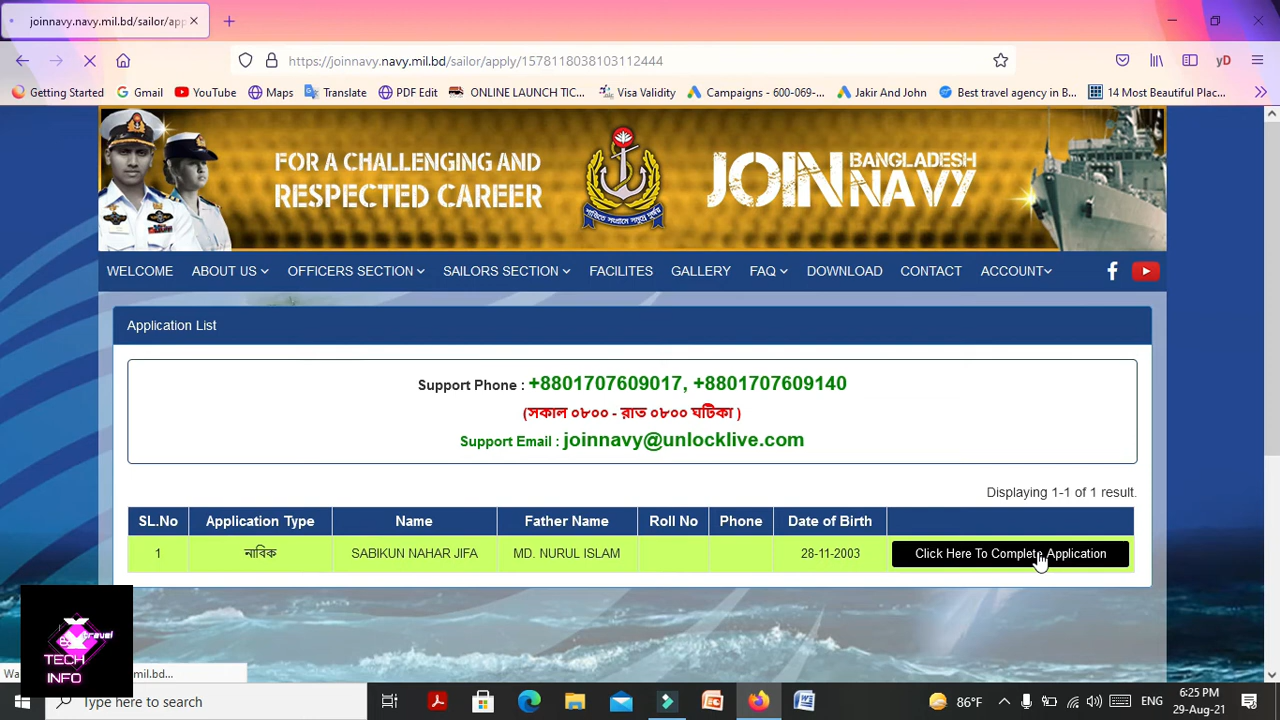 joinnavy.navy.mil.bd/sailor/app
https://joinnavy.navy.mil.bd/sailor/apply/1578118038103112444
yD
Getting Started
Gmail
YouTube
Maps
Translate
PDF Edit
ONLINE LAUNCH TIC...
Visa Validity
Campaigns - 600-069-...
Jakir And John
Best travel agency in B...
14 Most Beautiful Plac...
FOR A CHALLENGING AND
RESPECTED CAREER
JOIN BANGLADESH NAVY
WELCOME ABOUT US OFFICERS SECTION SAILORS SECTION FACILITES GALLERY FAQ DOWNLOAD CONTACT ACCOUNT
Application List
Support Phone : +8801707609017, +8801707609140
(সকাল ০৮০০ - রাত ০৮০০ ঘটিকা )
Support Email : joinnavy@unlocklive.com
Displaying 1-1 of 1 result.
SL.No Application Type Name Father Name Roll No Phone Date of Birth
1 নাবিক SABIKUN NAHAR JIFA MD. NURUL ISLAM 28-11-2003 Click Here To Complete Application
travel
TECH
INFO
Wa
mil.bd...
Type here to search
86°F
ENG
6:25 PM
29-Aug-21